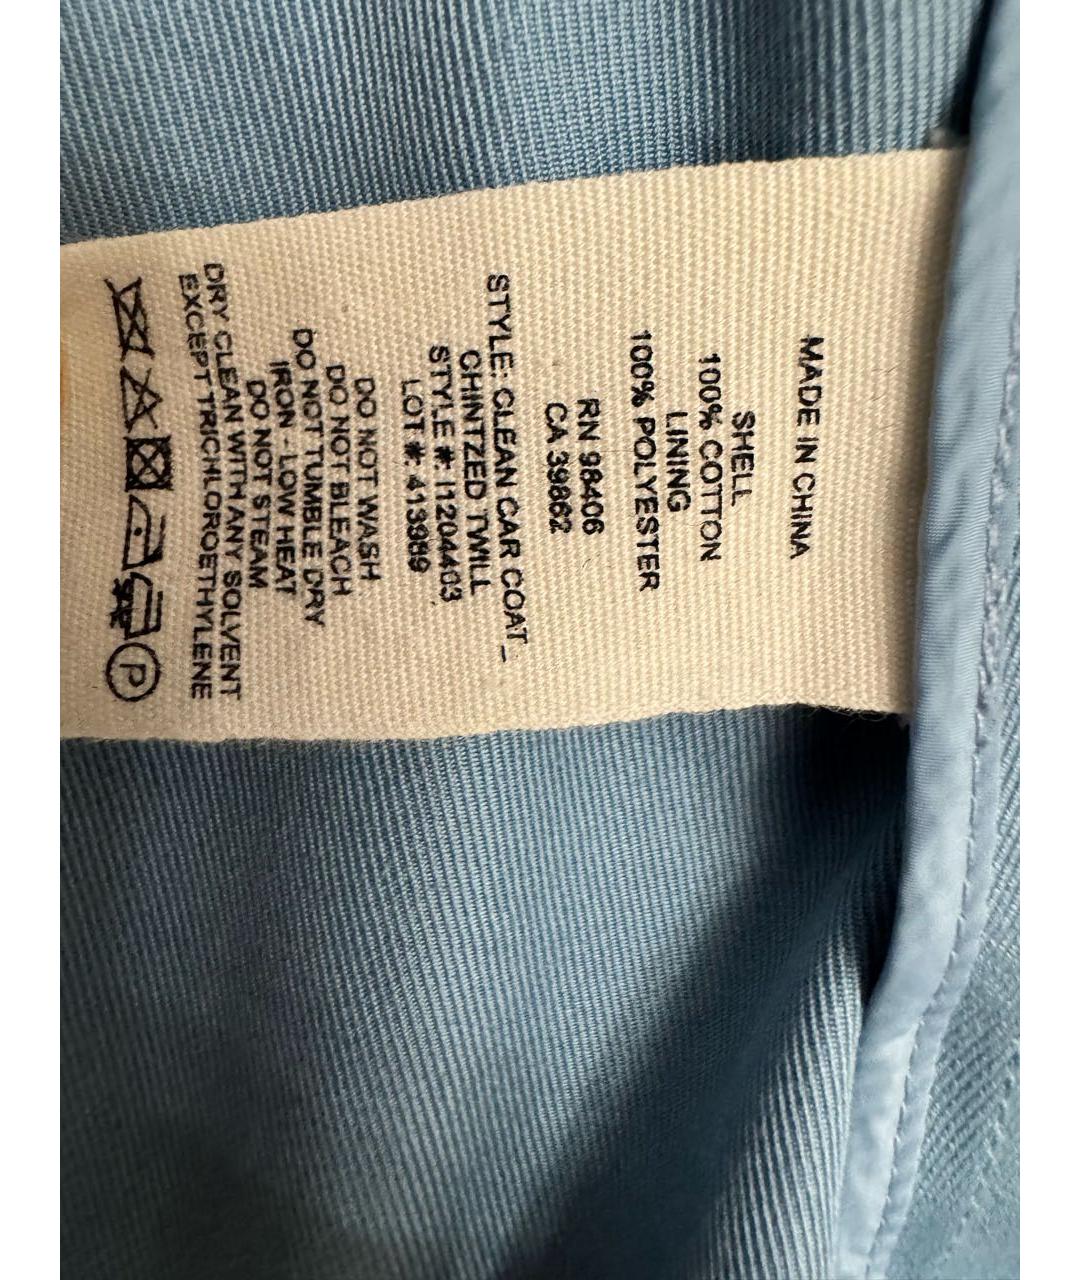 MADE IN CHINA
SHELL
100% COTTON
LINING
100% POLYESTER
RN 98406
CA 39862
STYLE: CLEAN CAR COAT_
CHINTZED TWILL
STYLE #: I1204403
LOT #: 413989
DO NOT WASH
DO NOT BLEACH
DO NOT TUMBLE DRY
IRON - LOW HEAT
DO NOT STEAM
DRY CLEAN WITH ANY SOLVENT
EXCEPT TRICHLOROETHYLENE
P